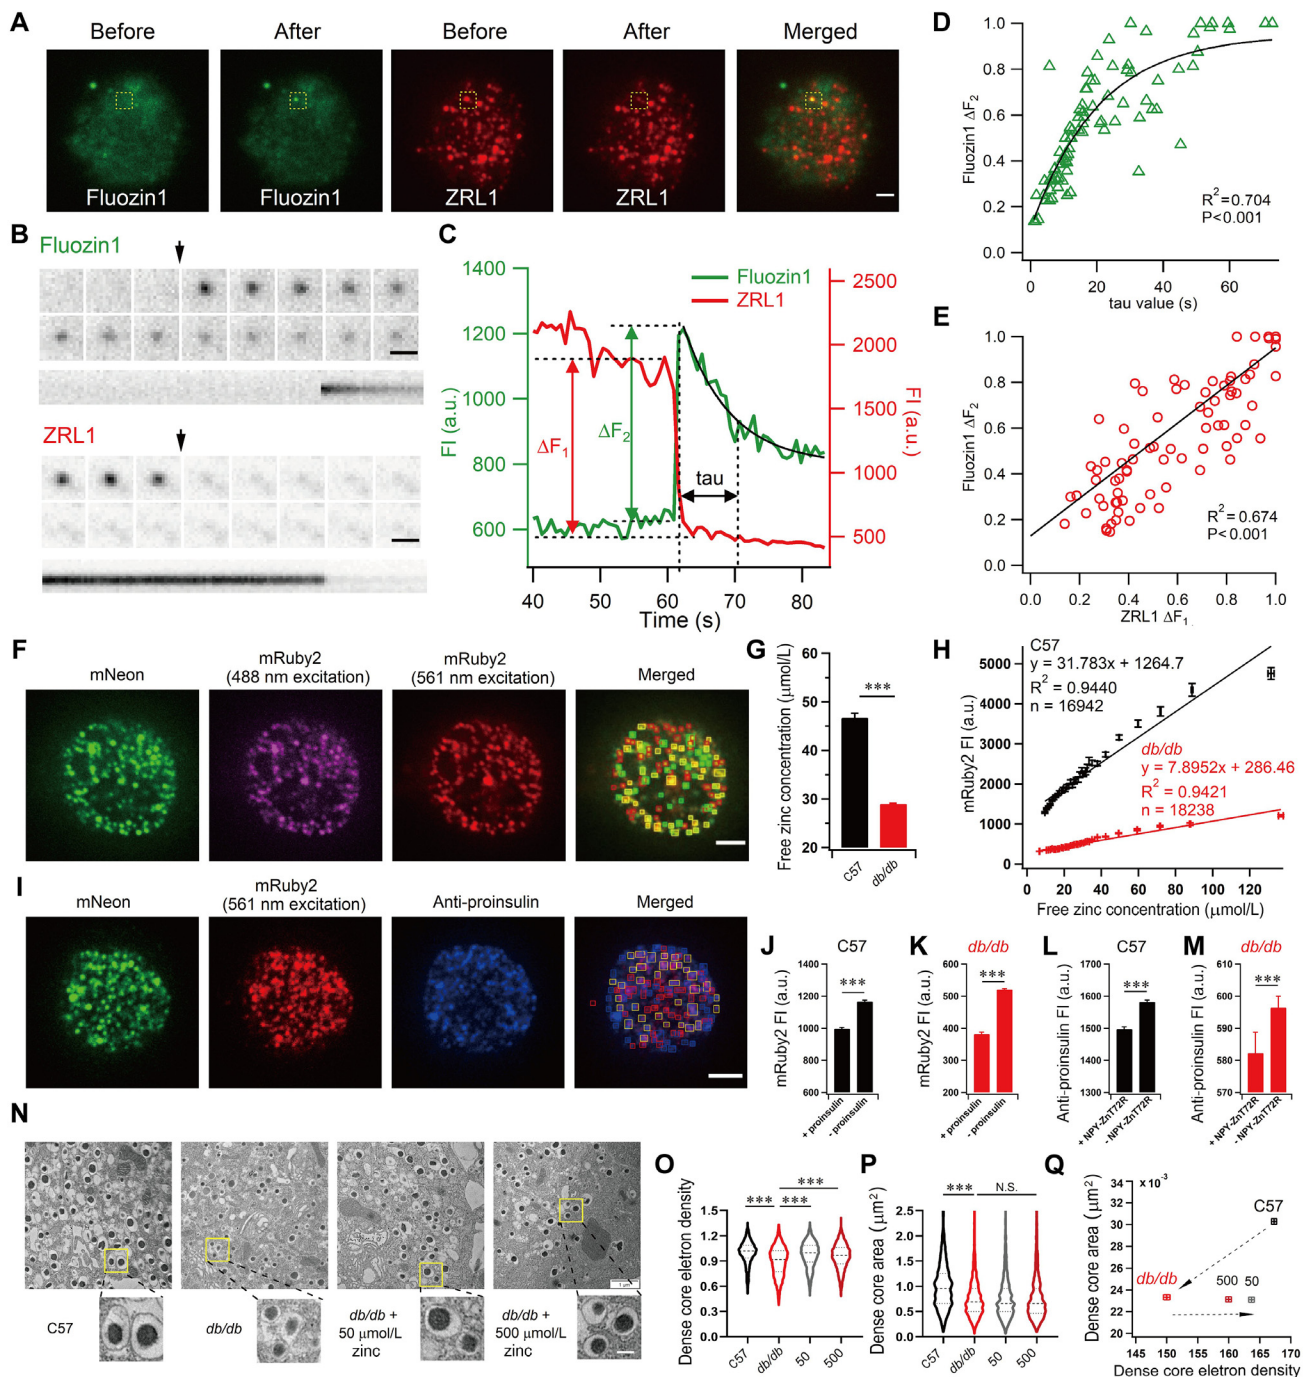 A
Before
After
Before
After
Merged
Fluozin1
Fluozin1
ZRL1
ZRL1
B
Fluozin1
ZRL1
C
1400
1200
1000
800
600
FI (a.u.)
Fluozin1
ZRL1
ΔF1
ΔF2
tau
2500
2000
1500
1000
500
FI (a.u.)
40 50 60 70 80
Time (s)
D
1.0
0.8
0.6
0.4
0.2
0.0
Fluozin1 ΔF2
R2=0.704
P<0.001
0 20 40 60
tau value (s)
E
1.0
0.8
0.6
0.4
0.2
0.0
Fluozin1 ΔF2
R2=0.674
P<0.001
0.0 0.2 0.4 0.6 0.8 1.0
ZRL1 ΔF1
F
mNeon
mRuby2
(488 nm excitation)
mRuby2
(561 nm excitation)
Merged
G
Free zinc concentration (μmol/L)
60
50
40
30
20
***
C57
db/db
H
mRuby2 FI (a.u.)
5000
4000
3000
2000
1000
0
C57
y = 31.783x + 1264.7
R2 = 0.9440
n = 16942
db/db
y = 7.8952x + 286.46
R2 = 0.9421
n = 18238
0 20 40 60 80 100 120
Free zinc concentration (μmol/L)
I
mNeon
mRuby2
(561 nm excitation)
Anti-proinsulin
Merged
J
C57
mRuby2 FI (a.u.)
1400
1200
1000
800
600
***
+ proinsulin
- proinsulin
K
db/db
mRuby2 FI (a.u.)
600
500
400
300
200
***
+ proinsulin
- proinsulin
L
C57
Anti-proinsulin FI (a.u.)
1700
1600
1500
1400
1300
***
+ NPY-ZnT72R
- NPY-ZnT72R
M
db/db
Anti-proinsulin FI (a.u.)
610
600
590
580
570
***
+ NPY-ZnT72R
- NPY-ZnT72R
N
1 μm
C57
db/db
db/db +
50 μmol/L
zinc
db/db +
500 μmol/L
zinc
O
Dense core eletron density
1.5
1.2
0.9
0.6
0.3
0.0
***
*** ***
C57
db/db
50
500
P
Dense core area (μm2)
2.5
2.0
1.5
1.0
0.5
0.0
***
N.S.
C57
db/db
50
500
Q
Dense core area (μm2)
x 10-3
34
32
30
28
26
24
22
20
C57
db/db
500 50
145 150 155 160 165 170
Dense core eletron density